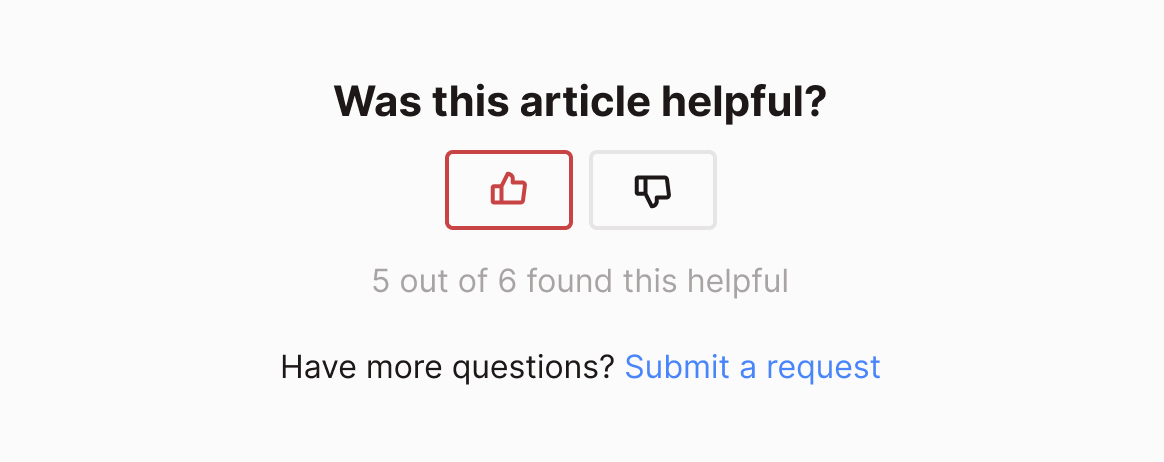 Was this article helpful?
5 out of 6 found this helpful
Have more questions? Submit a request